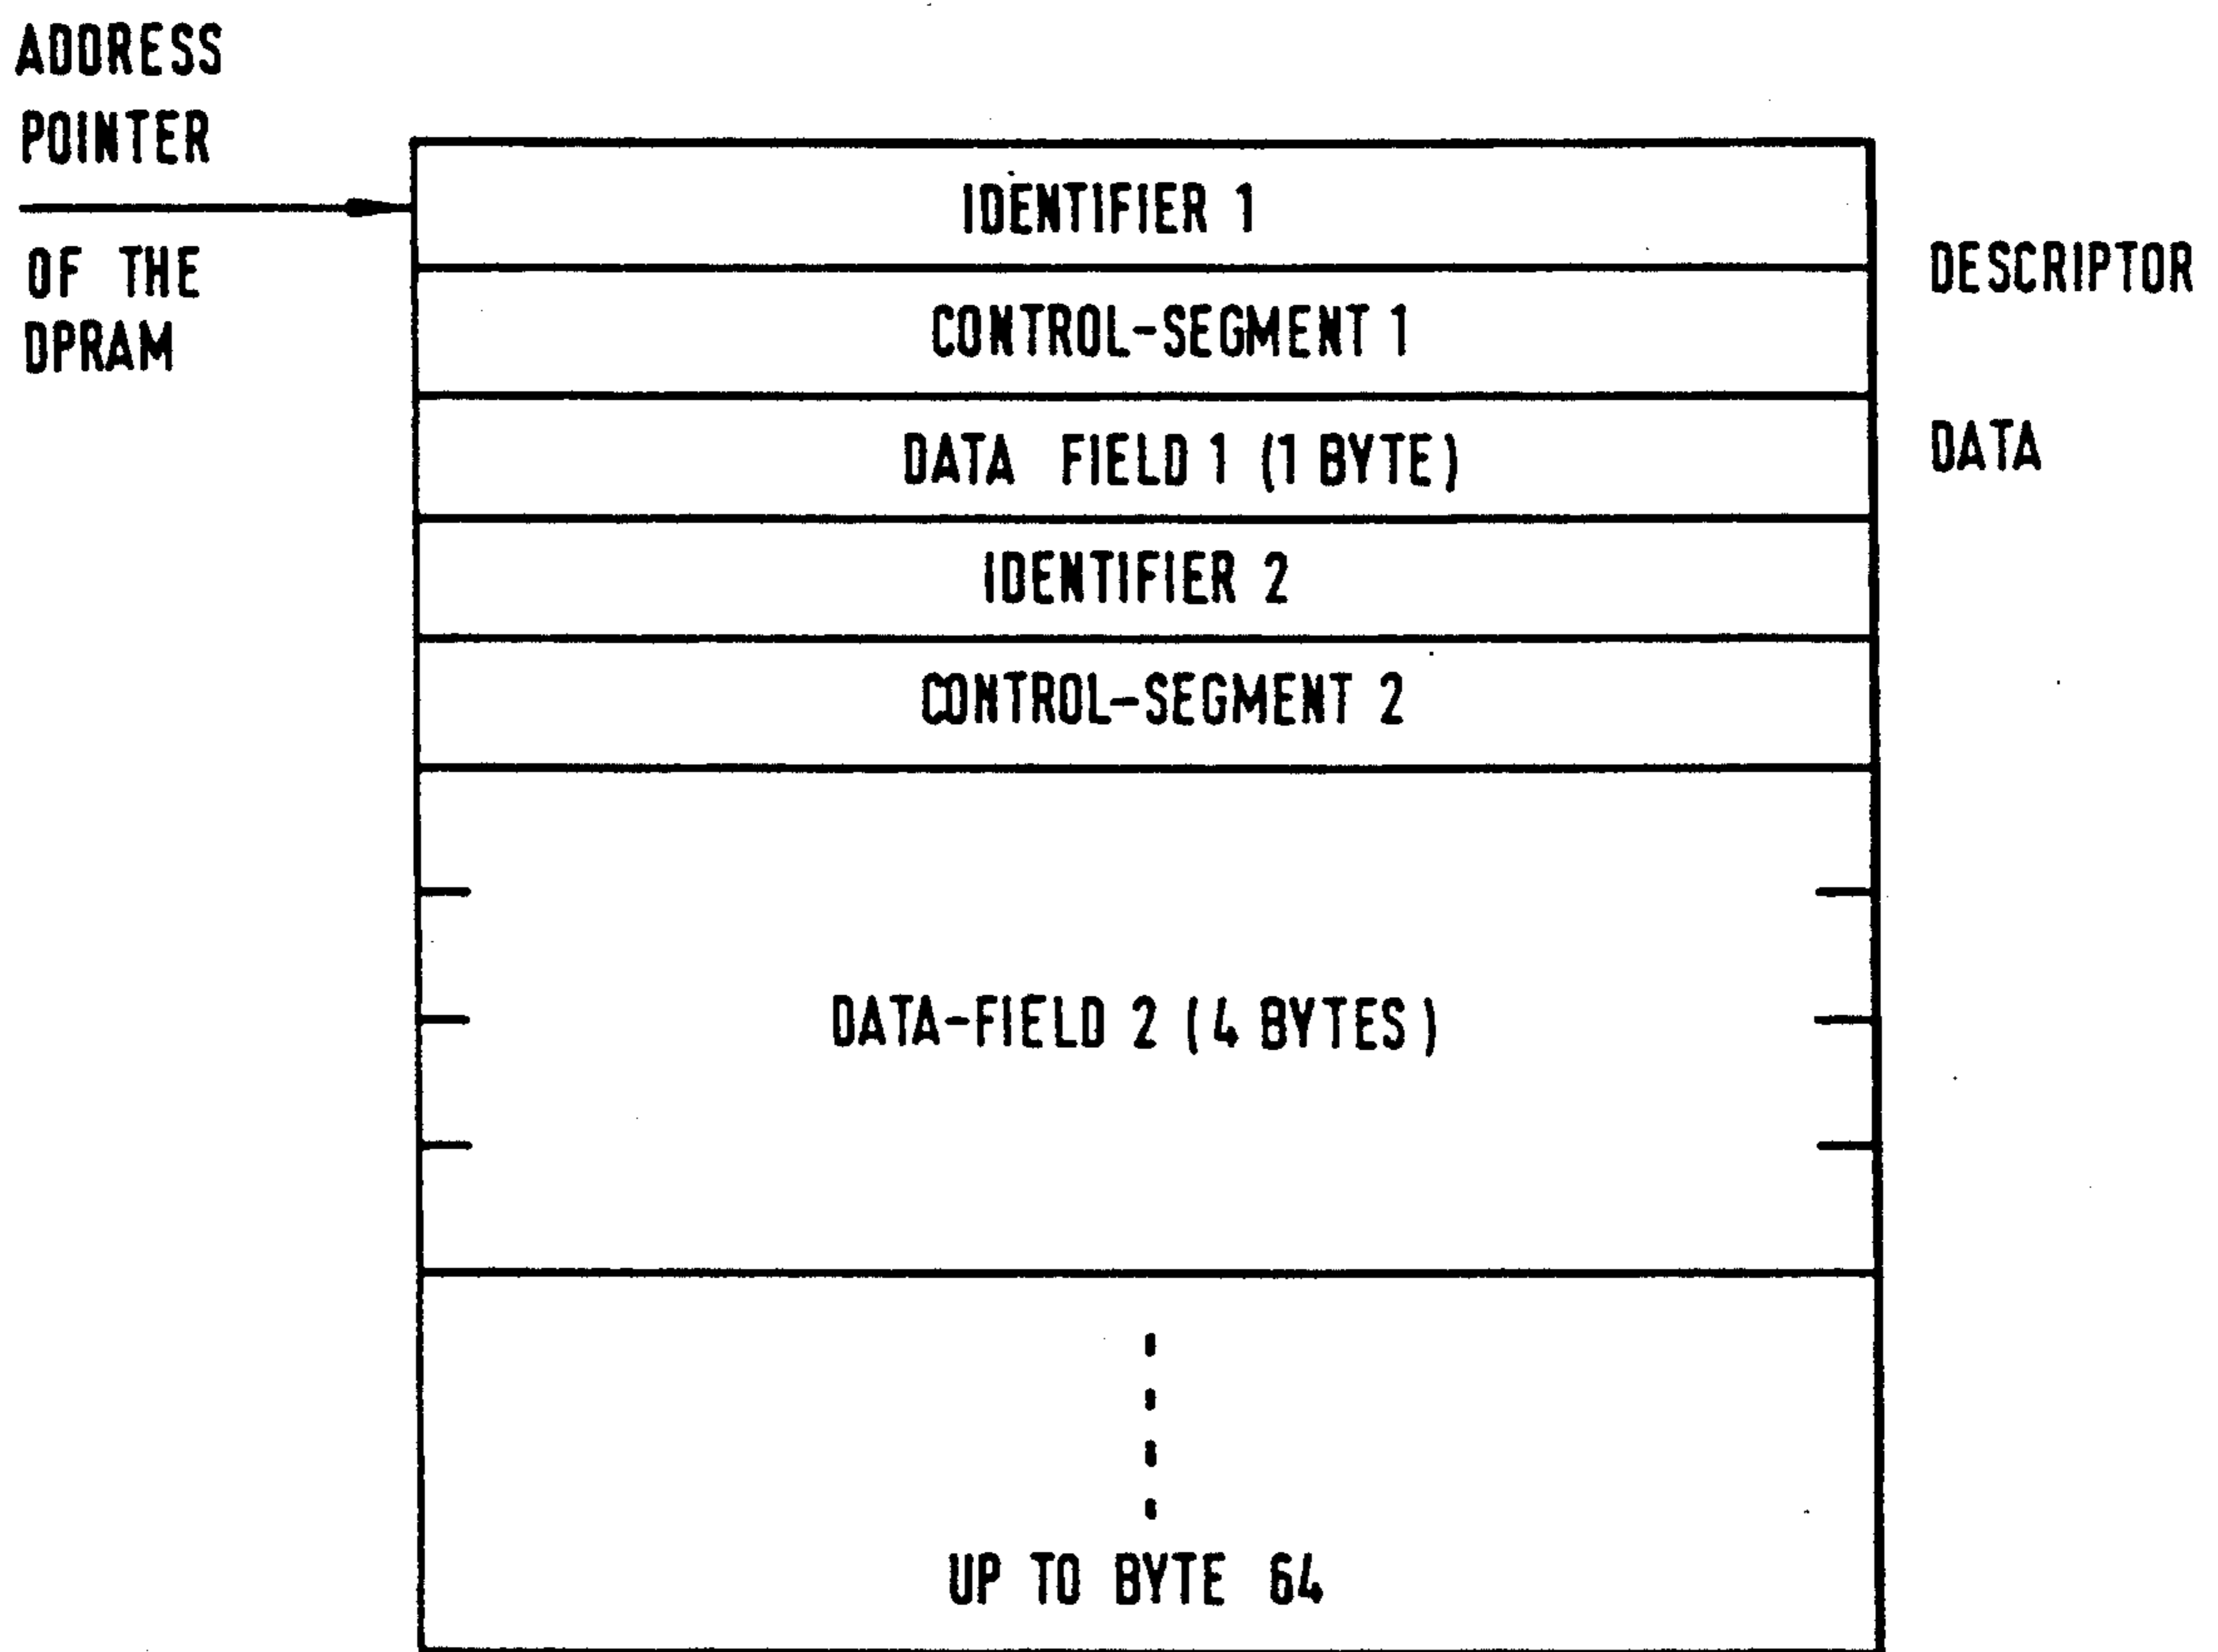 ADDRESS
POINTER
OF THE
DPRAM
IDENTIFIER 1
DESCRIPTOR
CONTROL-SEGMENT 1
DATA FIELD 1 (1 BYTE)
DATA
IDENTIFIER 2
CONTROL-SEGMENT 2
DATA-FIELD 2 (4 BYTES)
UP TO BYTE 64